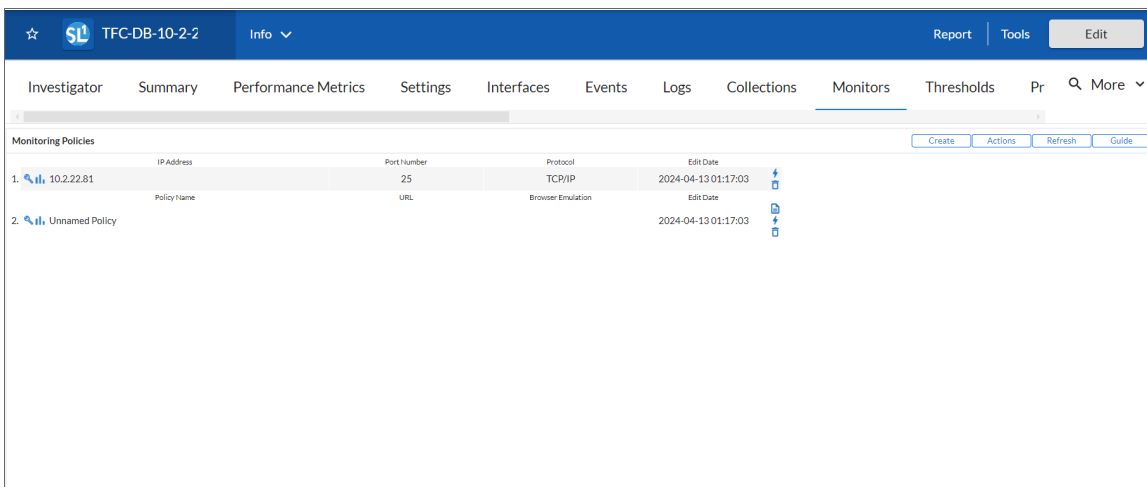 SL1 TFC-DB-10-2-2 Info Report Tools Edit
Investigator Summary Performance Metrics Settings Interfaces Events Logs Collections Monitors Thresholds Pr More
Monitoring Policies Create Actions Refresh Guide
IP Address Port Number Protocol Edit Date
1. 10.2.22.81 25 TCP/IP 2024-04-13 01:17:03
Policy Name URL Browser Emulation Edit Date
2. Unnamed Policy 2024-04-13 01:17:03